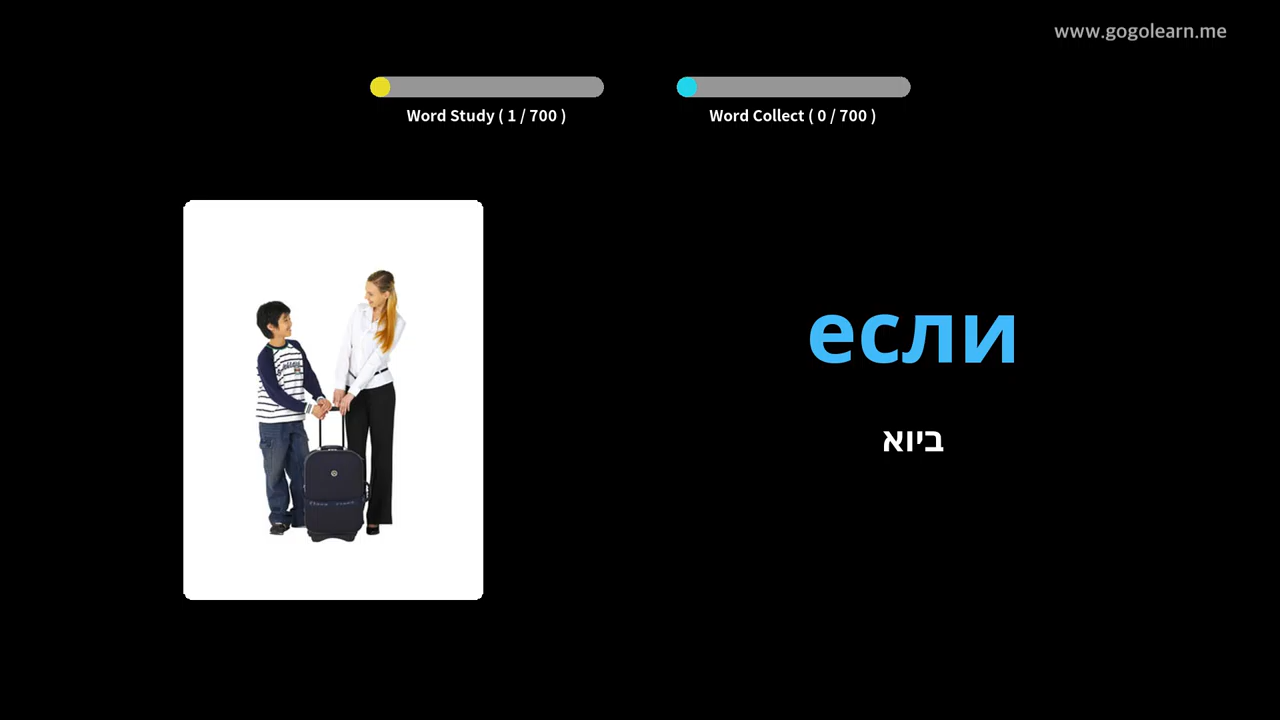 www.gogolearn.me
Word Study ( 1 / 700 )
Word Collect ( 0 / 700 )
если
ביוא